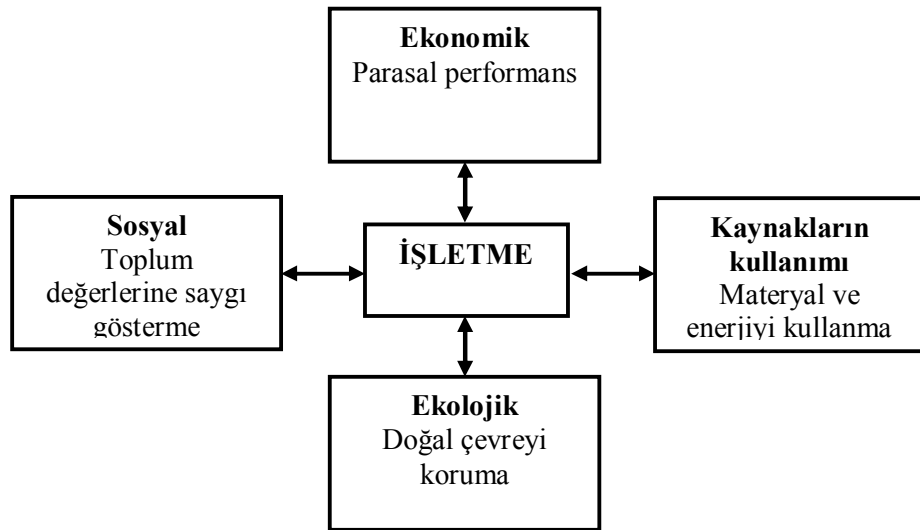 Ekonomik
Parasal performans
Sosyal
Toplum
değerlerine saygı
gösterme
İŞLETME
Kaynakların
kullanımı
Materyal ve
enerjiyi kullanma
Ekolojik
Doğal çevreyi
koruma